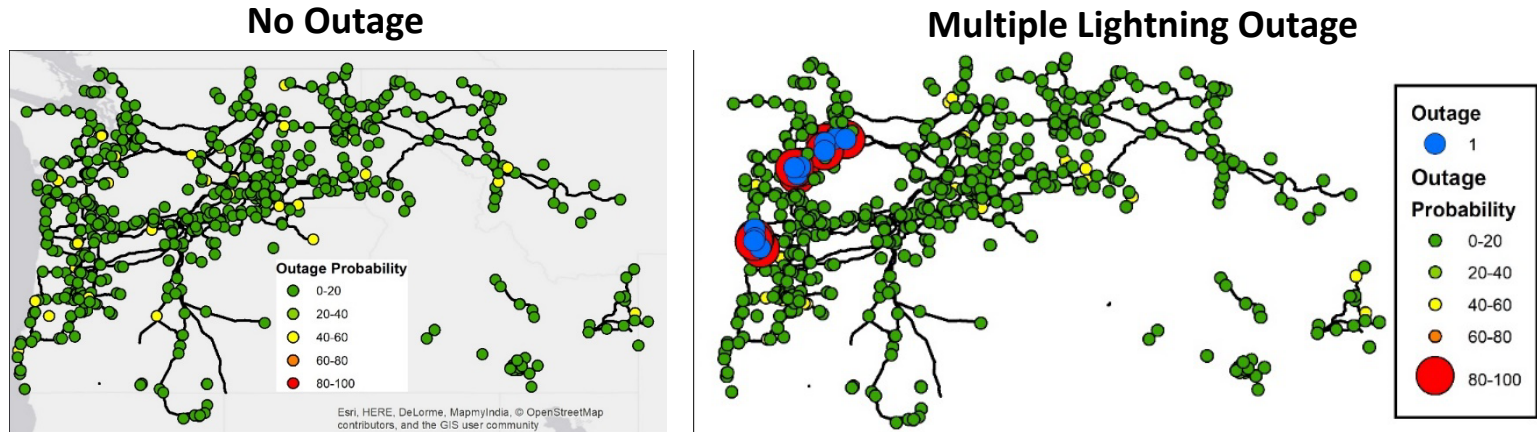 No Outage
Multiple Lightning Outage
Outage Probability
0-20
20-40
40-60
60-80
80-100
Esri, HERE, DeLorme, MapmyIndia, © OpenStreetMap
contributors, and the GIS user community
Outage
1
Outage
Probability
0-20
20-40
40-60
60-80
80-100